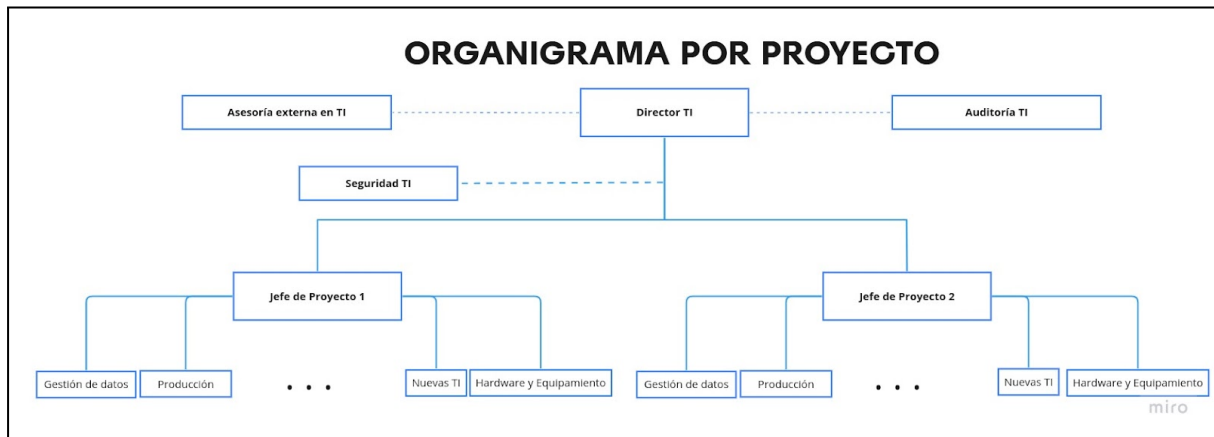 ORGANIGRAMA POR PROYECTO
Asesoría externa en TI
Director TI
Auditoría TI
Seguridad TI
Jefe de Proyecto 1
Jefe de Proyecto 2
Gestión de datos
Producción
. . .
Nuevas TI
Hardware y Equipamiento
Gestión de datos
Producción
. . .
Nuevas TI
Hardware y Equipamiento
miro